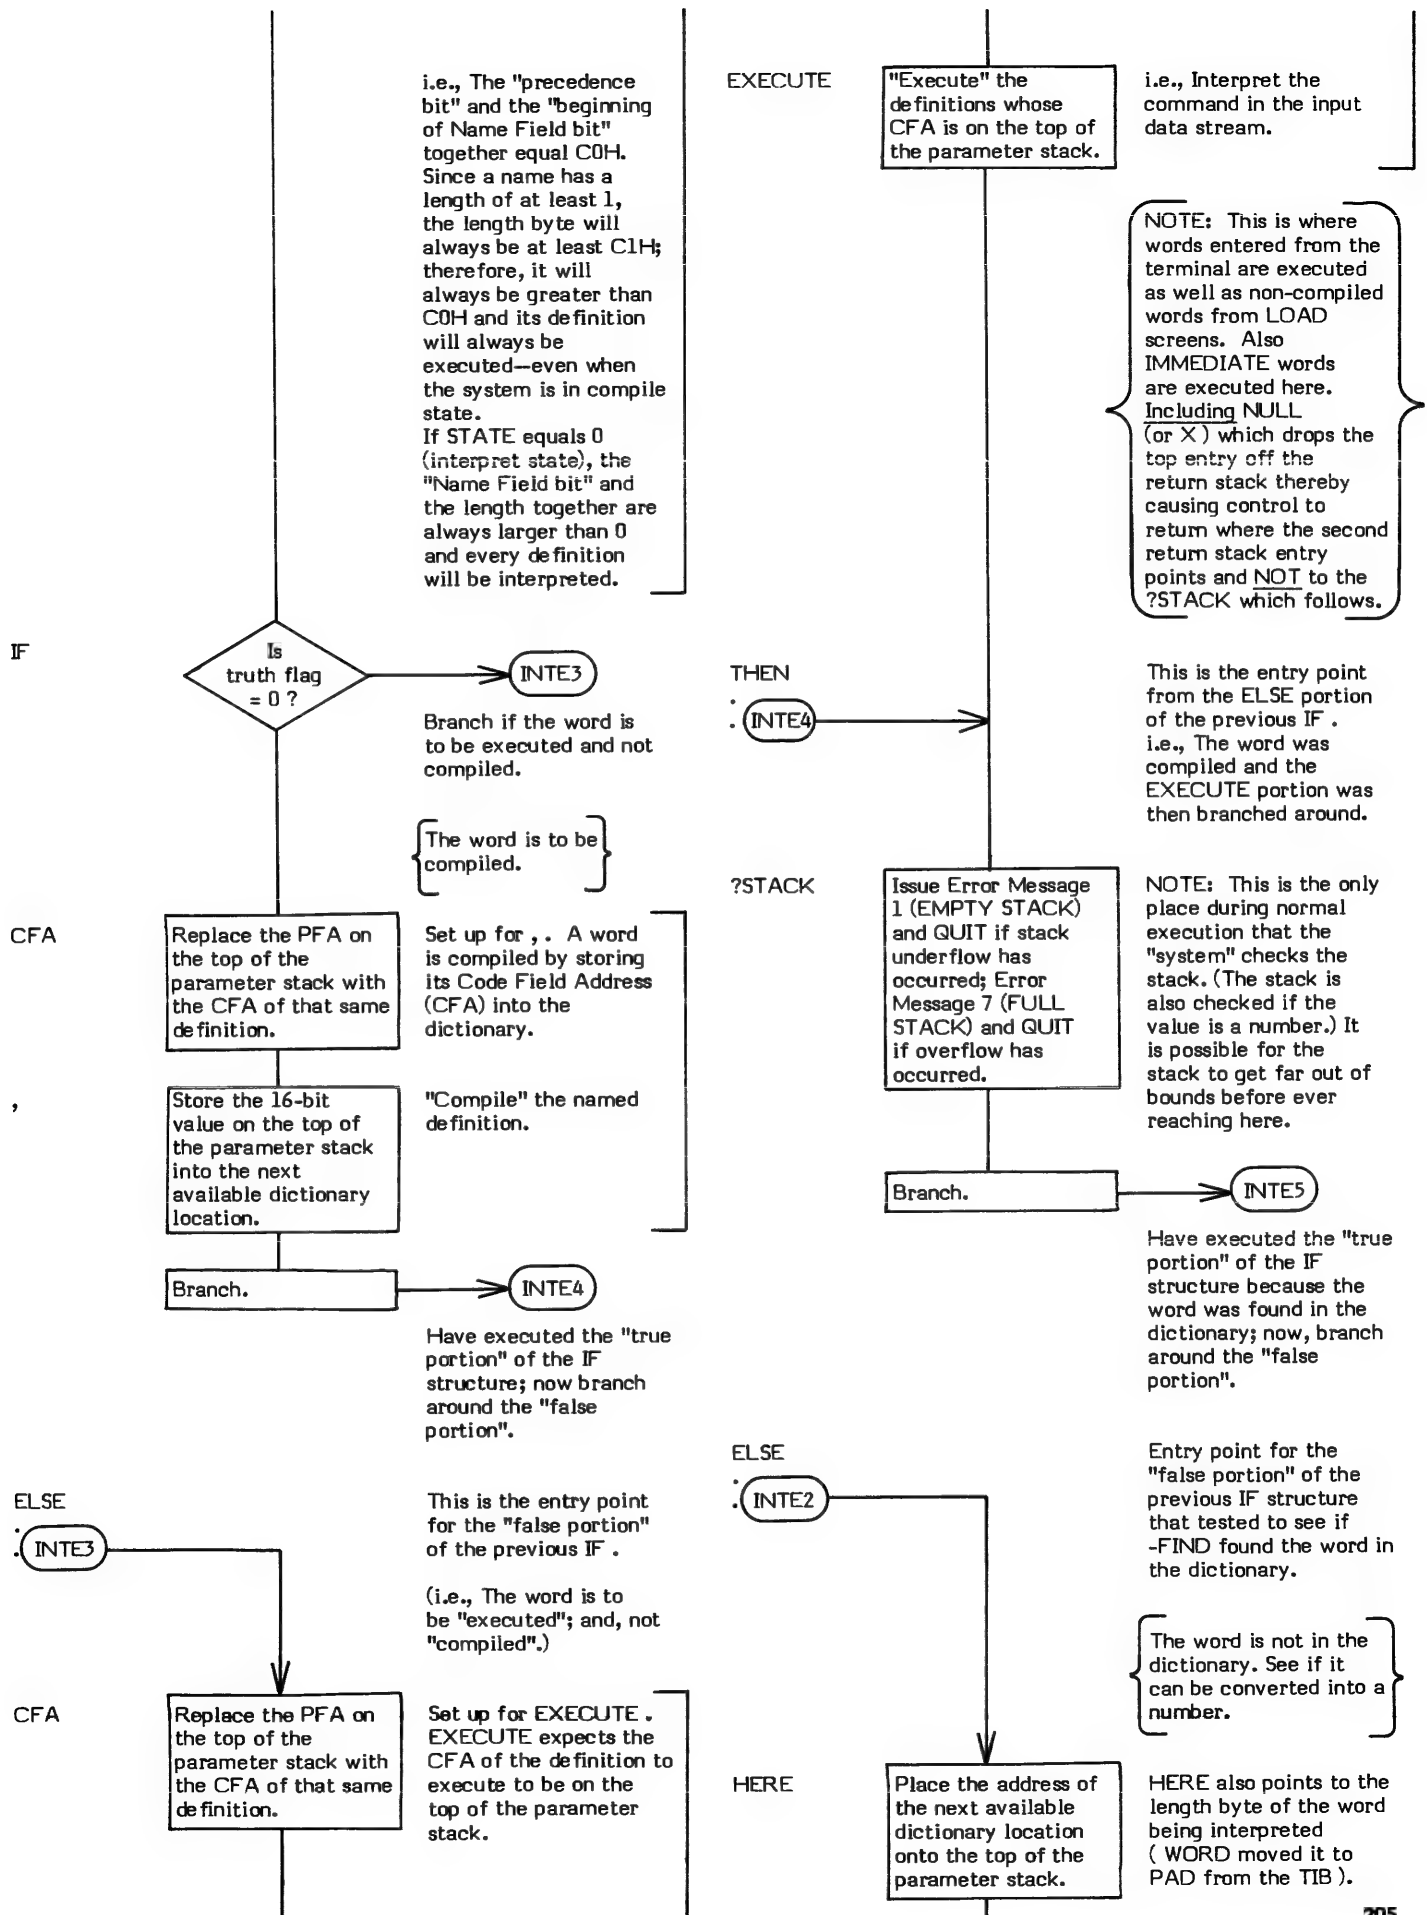 i.e., The "precedence
bit" and the "beginning
of Name Field bit"
together equal C0H.
Since a name has a
length of at least 1,
the length byte will
always be at least C1H;
therefore, it will
always be greater than
C0H and its definition
will always be
executed—even when
the system is in compile
state.
If STATE equals 0
(interpret state), the
"Name Field bit" and
the length together are
always larger than 0
and every definition
will be interpreted.
IF
Is
truth flag
= 0 ?
INTE3
Branch if the word is
to be executed and not
compiled.
The word is to be
compiled.
CFA
Replace the PFA on
the top of the
parameter stack with
the CFA of that same
definition.
Set up for ,. A word
is compiled by storing
its Code Field Address
(CFA) into the
dictionary.
,
Store the 16-bit
value on the top of
the parameter stack
into the next
available dictionary
location.
"Compile" the named
definition.
Branch.
INTE4
Have executed the "true
portion" of the IF
structure; now branch
around the "false
portion".
ELSE
: INTE3
This is the entry point
for the "false portion"
of the previous IF .
(i.e., The word is to
be "executed"; and, not
"compiled".)
CFA
Replace the PFA on
the top of the
parameter stack with
the CFA of that same
definition.
Set up for EXECUTE .
EXECUTE expects the
CFA of the definition to
execute to be on the
top of the parameter
stack.
EXECUTE
"Execute" the
definitions whose
CFA is on the top of
the parameter stack.
i.e., Interpret the
command in the input
data stream.
NOTE: This is where
words entered from the
terminal are executed
as well as non-compiled
words from LOAD
screens. Also
IMMEDIATE words
are executed here.
Including NULL
(or X ) which drops the
top entry off the
return stack thereby
causing control to
return where the second
return stack entry
points and NOT to the
?STACK which follows.
THEN
: INTE4
This is the entry point
from the ELSE portion
of the previous IF .
i.e., The word was
compiled and the
EXECUTE portion was
then branched around.
?STACK
Issue Error Message
1 (EMPTY STACK)
and QUIT if stack
underflow has
occurred; Error
Message 7 (FULL
STACK) and QUIT
if overflow has
occurred.
NOTE: This is the only
place during normal
execution that the
"system" checks the
stack. (The stack is
also checked if the
value is a number.) It
is possible for the
stack to get far out of
bounds before ever
reaching here.
Branch.
INTE5
Have executed the "true
portion" of the IF
structure because the
word was found in the
dictionary; now, branch
around the "false
portion".
ELSE
: INTE2
Entry point for the
"false portion" of the
previous IF structure
that tested to see if
-FIND found the word in
the dictionary.
The word is not in the
dictionary. See if it
can be converted into a
number.
HERE
Place the address of
the next available
dictionary location
onto the top of the
parameter stack.
HERE also points to the
length byte of the word
being interpreted
( WORD moved it to
PAD from the TIB ).